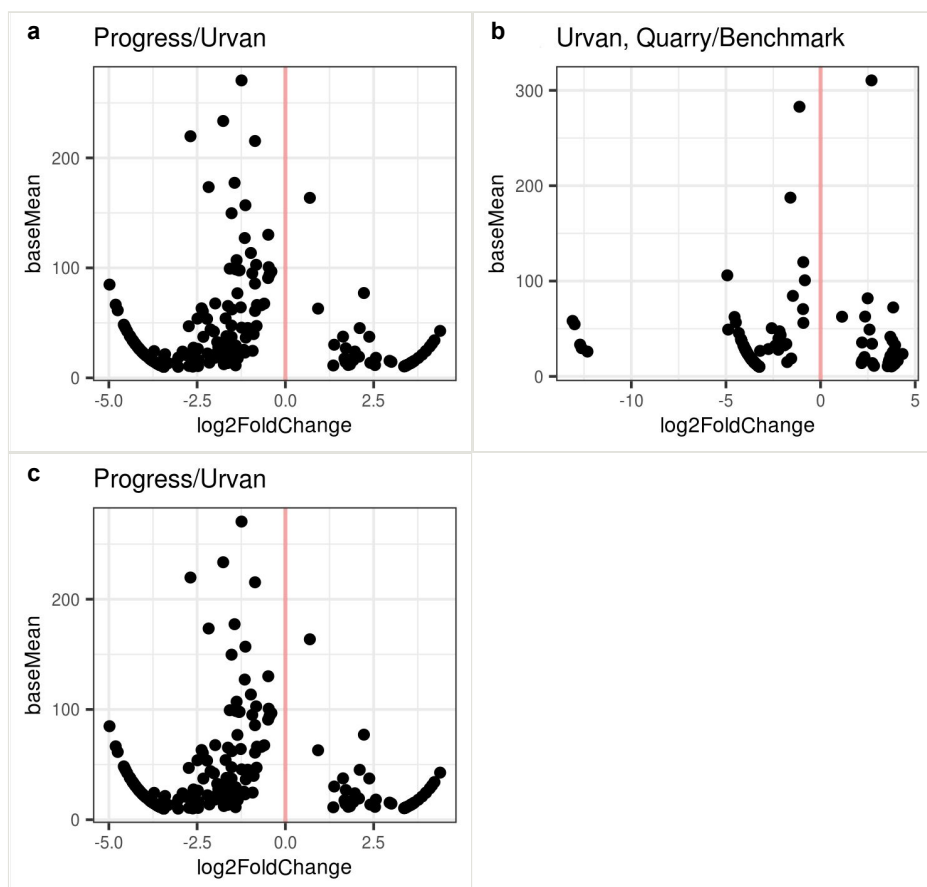 a Progress/Urvan
baseMean
200
100
0
-5.0 -2.5 0.0 2.5
log2FoldChange
b Urvan, Quarry/Benchmark
baseMean
300
200
100
0
-10 -5 0 5
log2FoldChange
c Progress/Urvan
baseMean
200
100
0
-5.0 -2.5 0.0 2.5
log2FoldChange